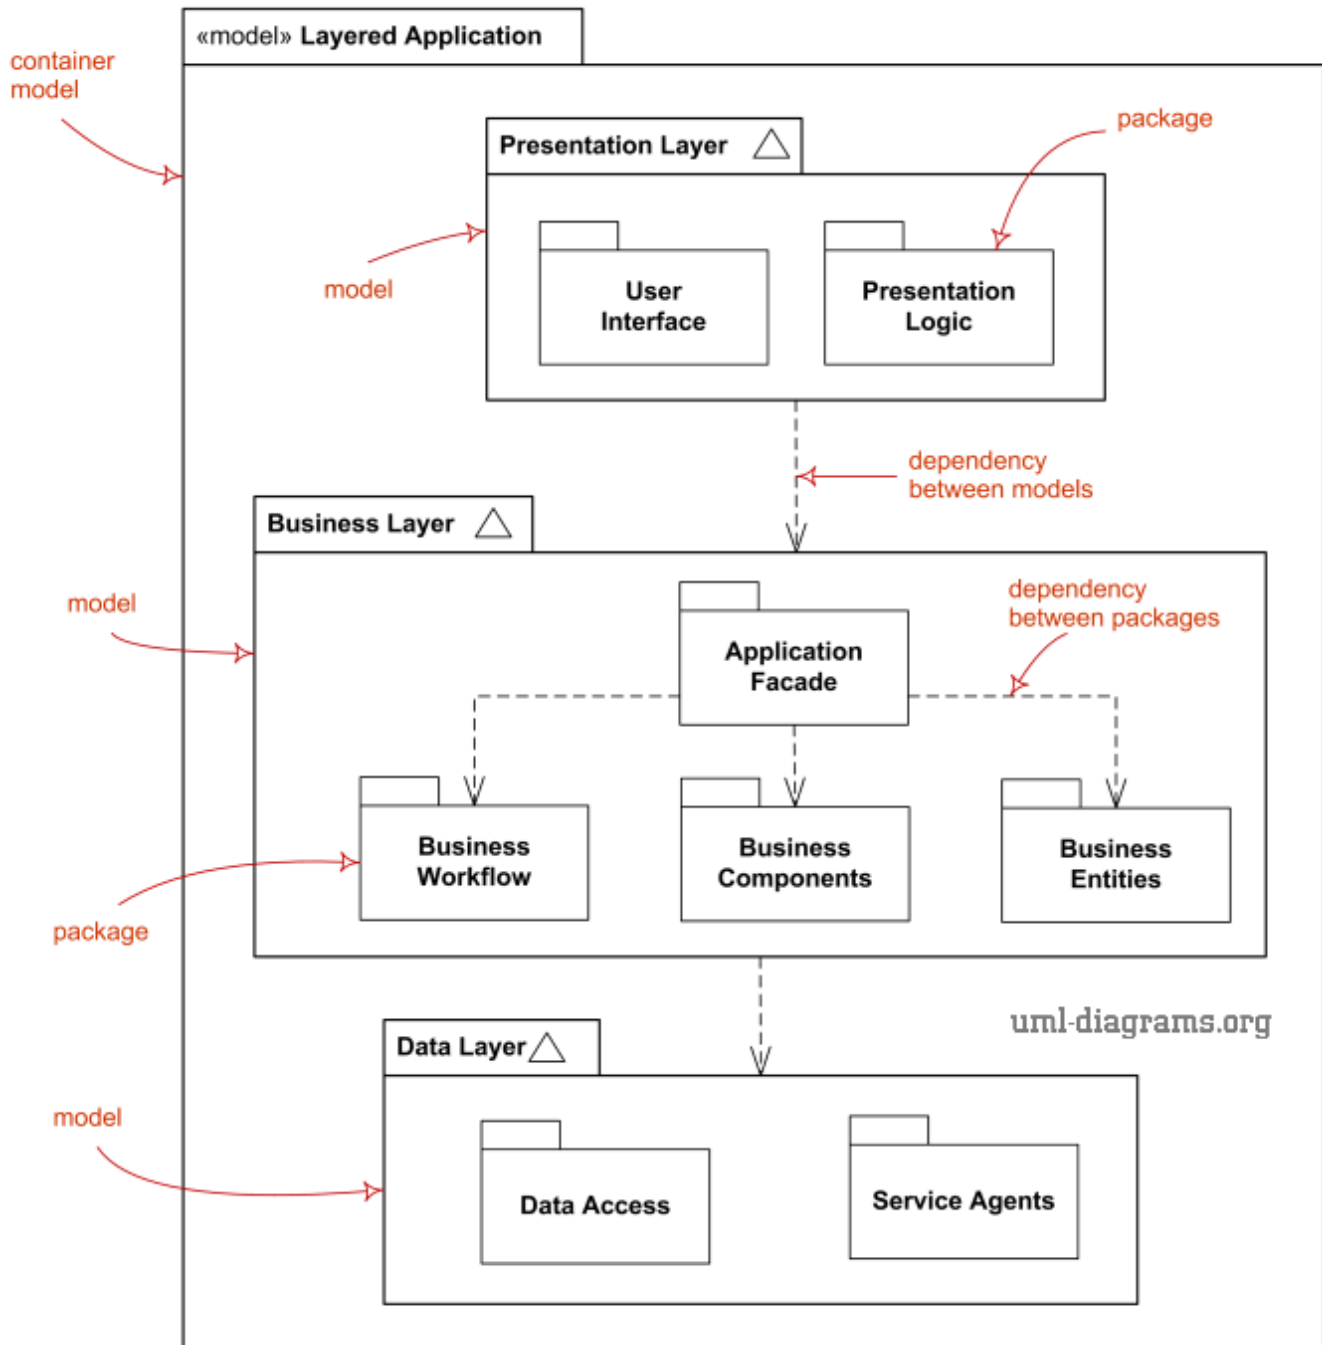 «model» Layered Application
container
model
package
Presentation Layer
model
User
Interface
Presentation
Logic
dependency
between models
Business Layer
model
dependency
between packages
Application
Facade
Business
Workflow
Business
Components
Business
Entities
package
uml-diagrams.org
Data Layer
model
Data Access
Service Agents